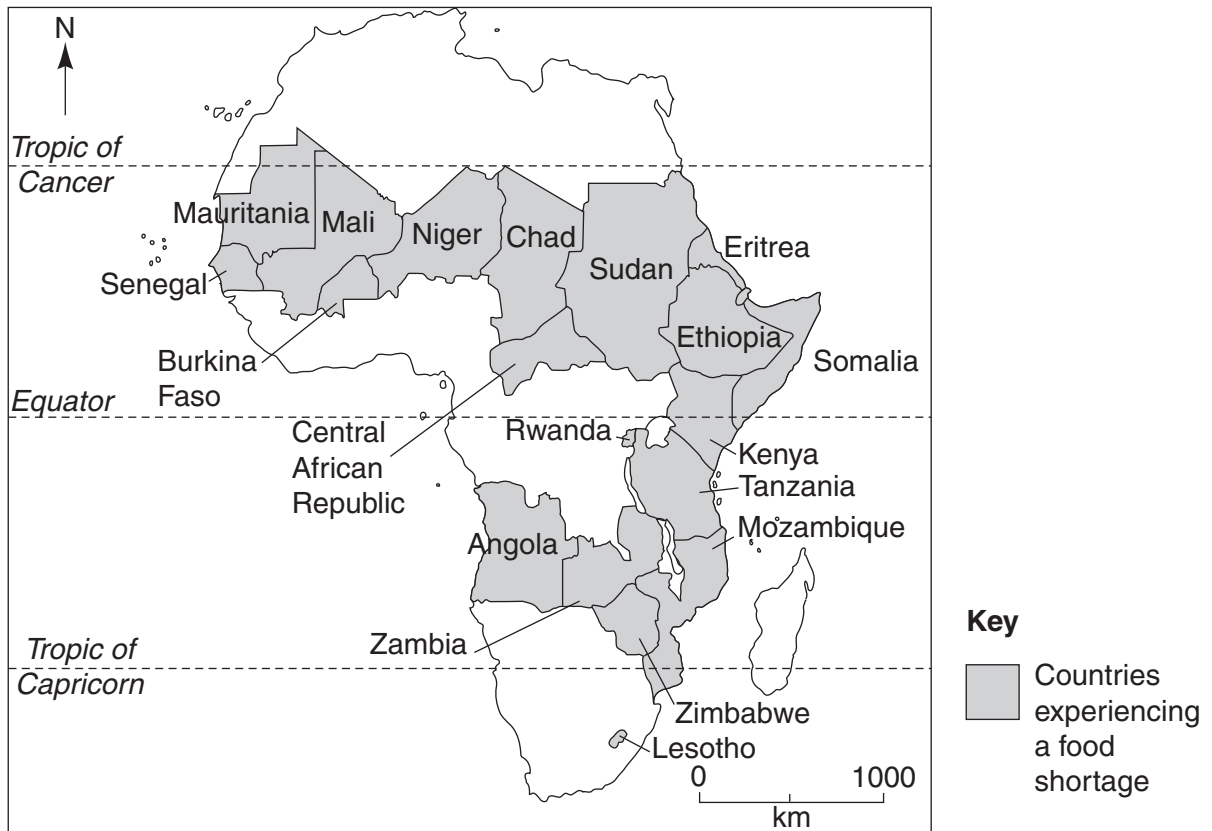 N
Tropic of
Cancer
Mauritania
Mali
Niger
Chad
Sudan
Eritrea
Senegal
Ethiopia
Burkina
Faso
Somalia
Equator
Central
African
Republic
Rwanda
Kenya
Tanzania
Mozambique
Angola
Zambia
Tropic of
Capricorn
Zimbabwe
Lesotho
0 1000
km
Key
Countries
experiencing
a food
shortage